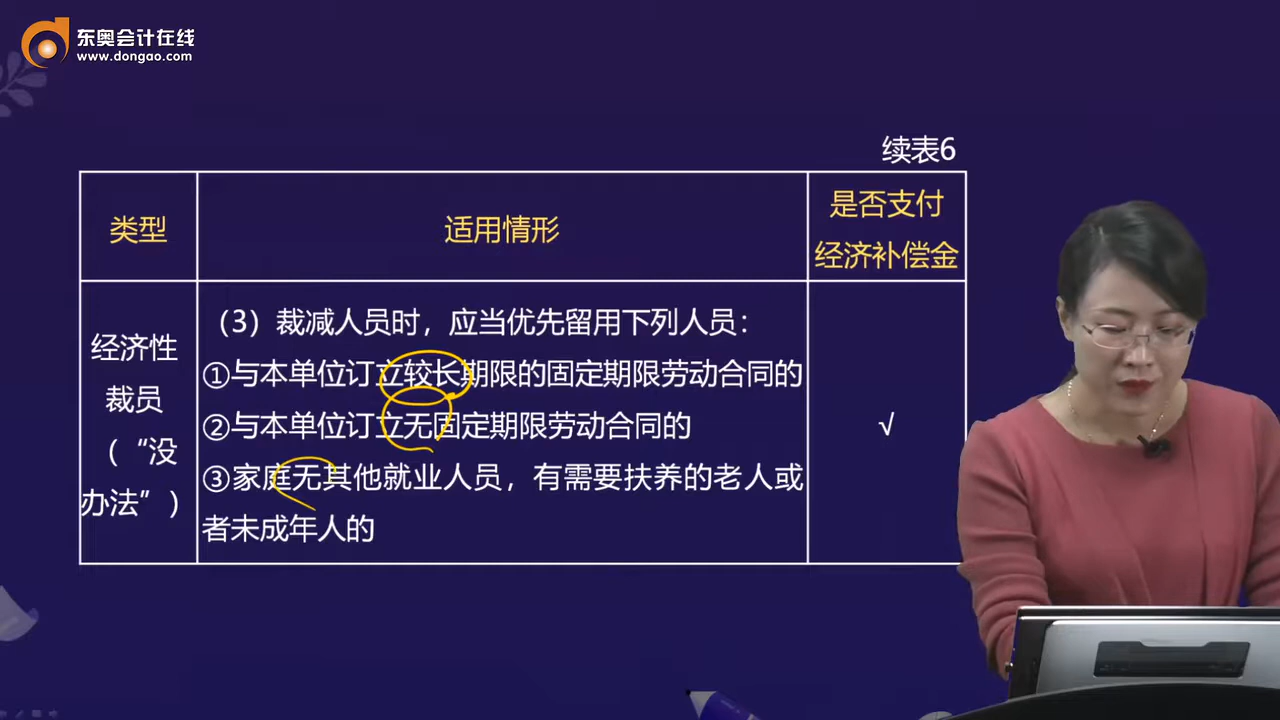 东奥会计在线
www.dongao.com
续表6
类型
适用情形
是否支付
经济补偿金
经济性
裁员
（“没
办法”）
（3）裁减人员时，应当优先留用下列人员：
①与本单位订立较长期限的固定期限劳动合同的
②与本单位订立无固定期限劳动合同的
③家庭无其他就业人员，有需要扶养的老人或
者未成年人的
√